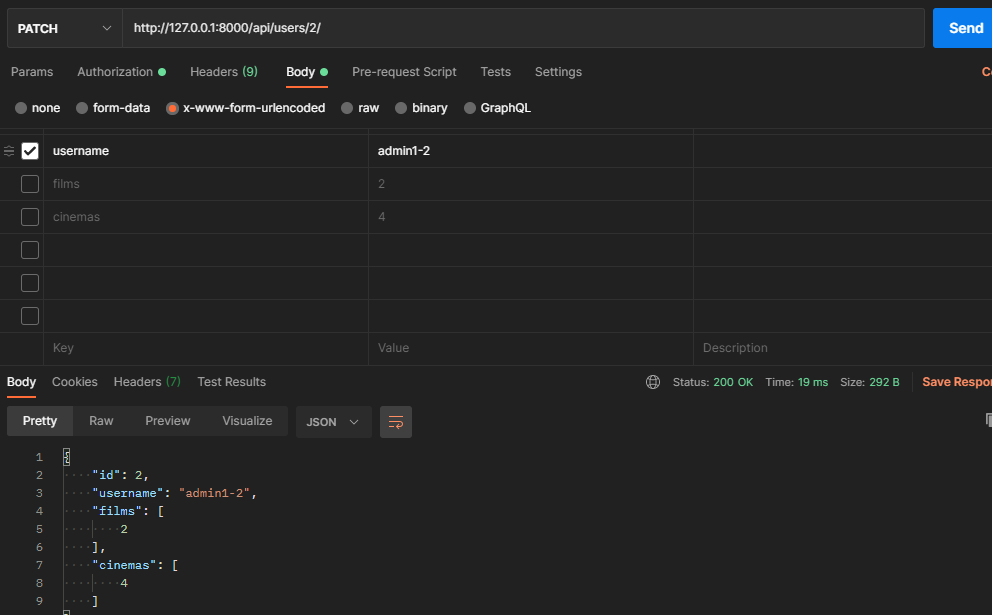 PATCH http://127.0.0.1:8000/api/users/2/ Send
Params Authorization Headers (9) Body Pre-request Script Tests Settings
none form-data x-www-form-urlencoded raw binary GraphQL
username admin1-2
films 2
cinemas 4
Key Value Description
Body Cookies Headers (7) Test Results Status: 200 OK Time: 19 ms Size: 292 B Save Respon
Pretty Raw Preview Visualize JSON
1 {
2 "id": 2,
3 "username": "admin1-2",
4 "films": [
5 2
6 ],
7 "cinemas": [
8 4
9 ]